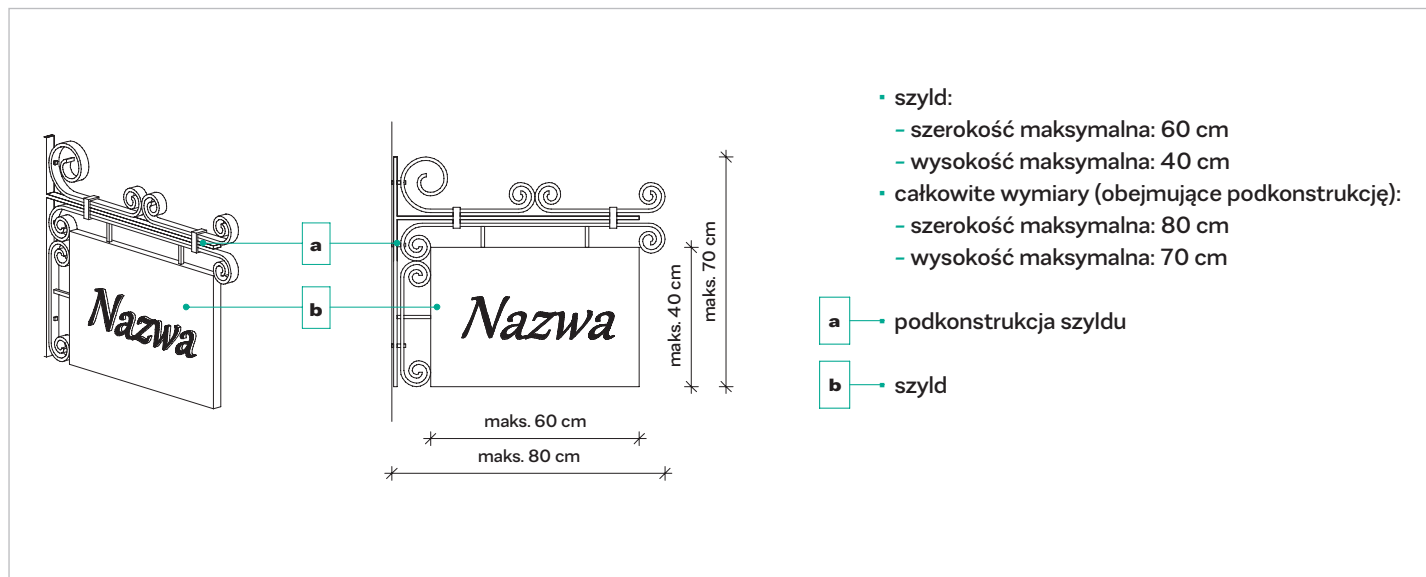 Nazwa
a
b
Nazwa
maks. 40 cm
maks. 70 cm
maks. 60 cm
maks. 80 cm
▪ szyld:
– szerokość maksymalna: 60 cm
– wysokość maksymalna: 40 cm
▪ całkowite wymiary (obejmujące podkonstrukcję):
– szerokość maksymalna: 80 cm
– wysokość maksymalna: 70 cm
a podkonstrukcja szyldu
b szyld